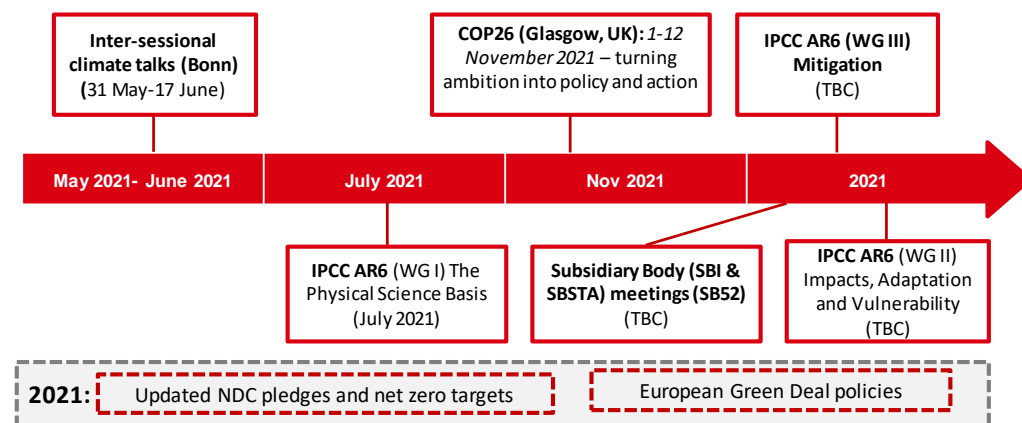 Inter-sessional
climate talks (Bonn)
(31 May-17 June)
COP26 (Glasgow, UK): 1-12
November 2021 – turning
ambition into policy and action
IPCC AR6 (WG III)
Mitigation
(TBC)
May 2021- June 2021
July 2021
Nov 2021
2021
IPCC AR6 (WG I) The
Physical Science Basis
(July 2021)
Subsidiary Body (SBI &
SBSTA) meetings (SB52)
(TBC)
IPCC AR6 (WG II)
Impacts, Adaptation
and Vulnerability
(TBC)
2021:
Updated NDC pledges and net zero targets
European Green Deal policies